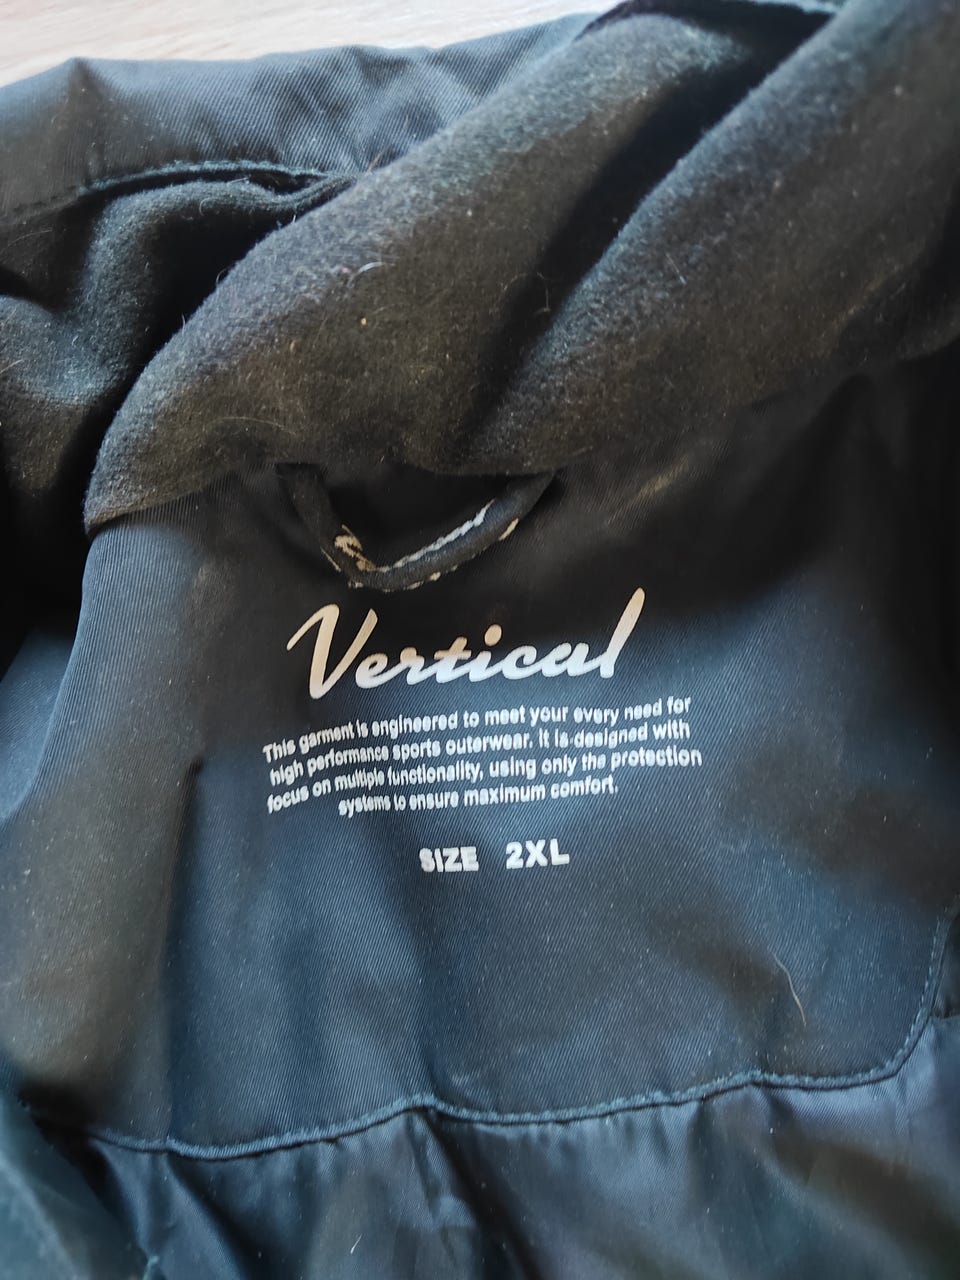 Vertical
This garment is engineered to meet your every need for
high performance sports outerwear. It is designed with
focus on multiple functionality, using only the protection
systems to ensure maximum comfort.
SIZE 2XL